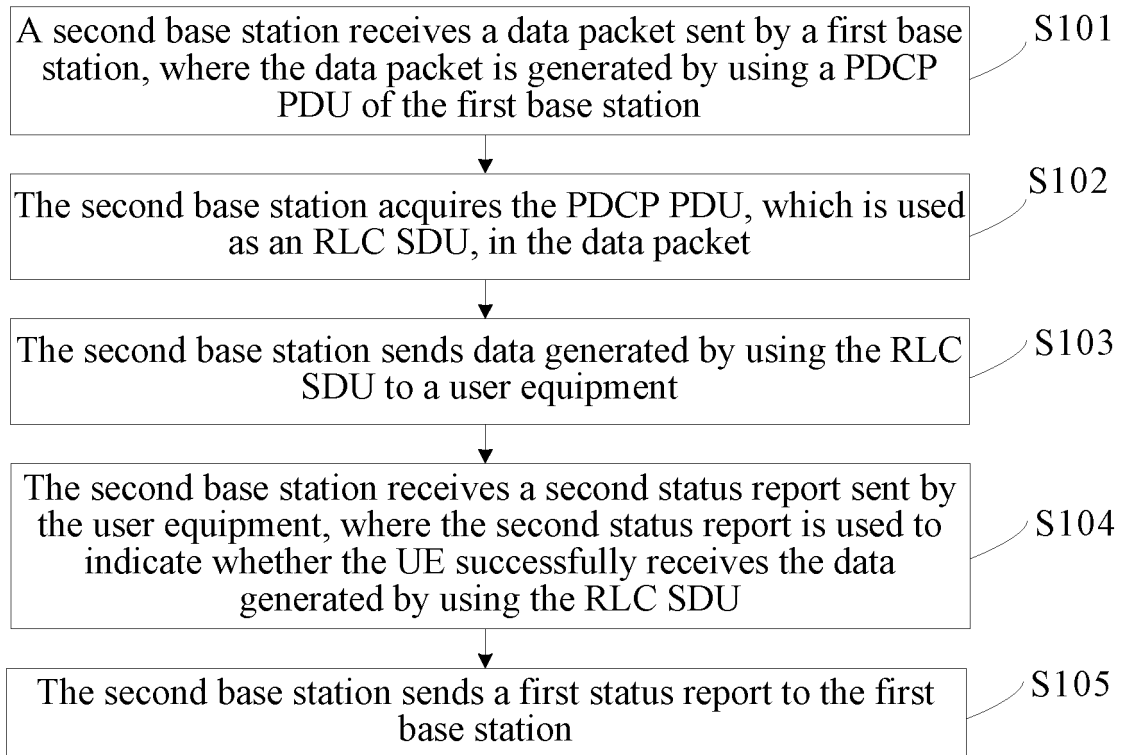 A second base station receives a data packet sent by a first base
station, where the data packet is generated by using a PDCP
PDU of the first base station
S101
The second base station acquires the PDCP PDU, which is used
as an RLC SDU, in the data packet
S102
The second base station sends data generated by using the RLC
SDU to a user equipment
S103
The second base station receives a second status report sent by
the user equipment, where the second status report is used to
indicate whether the UE successfully receives the data
generated by using the RLC SDU
S104
The second base station sends a first status report to the first
base station
S105